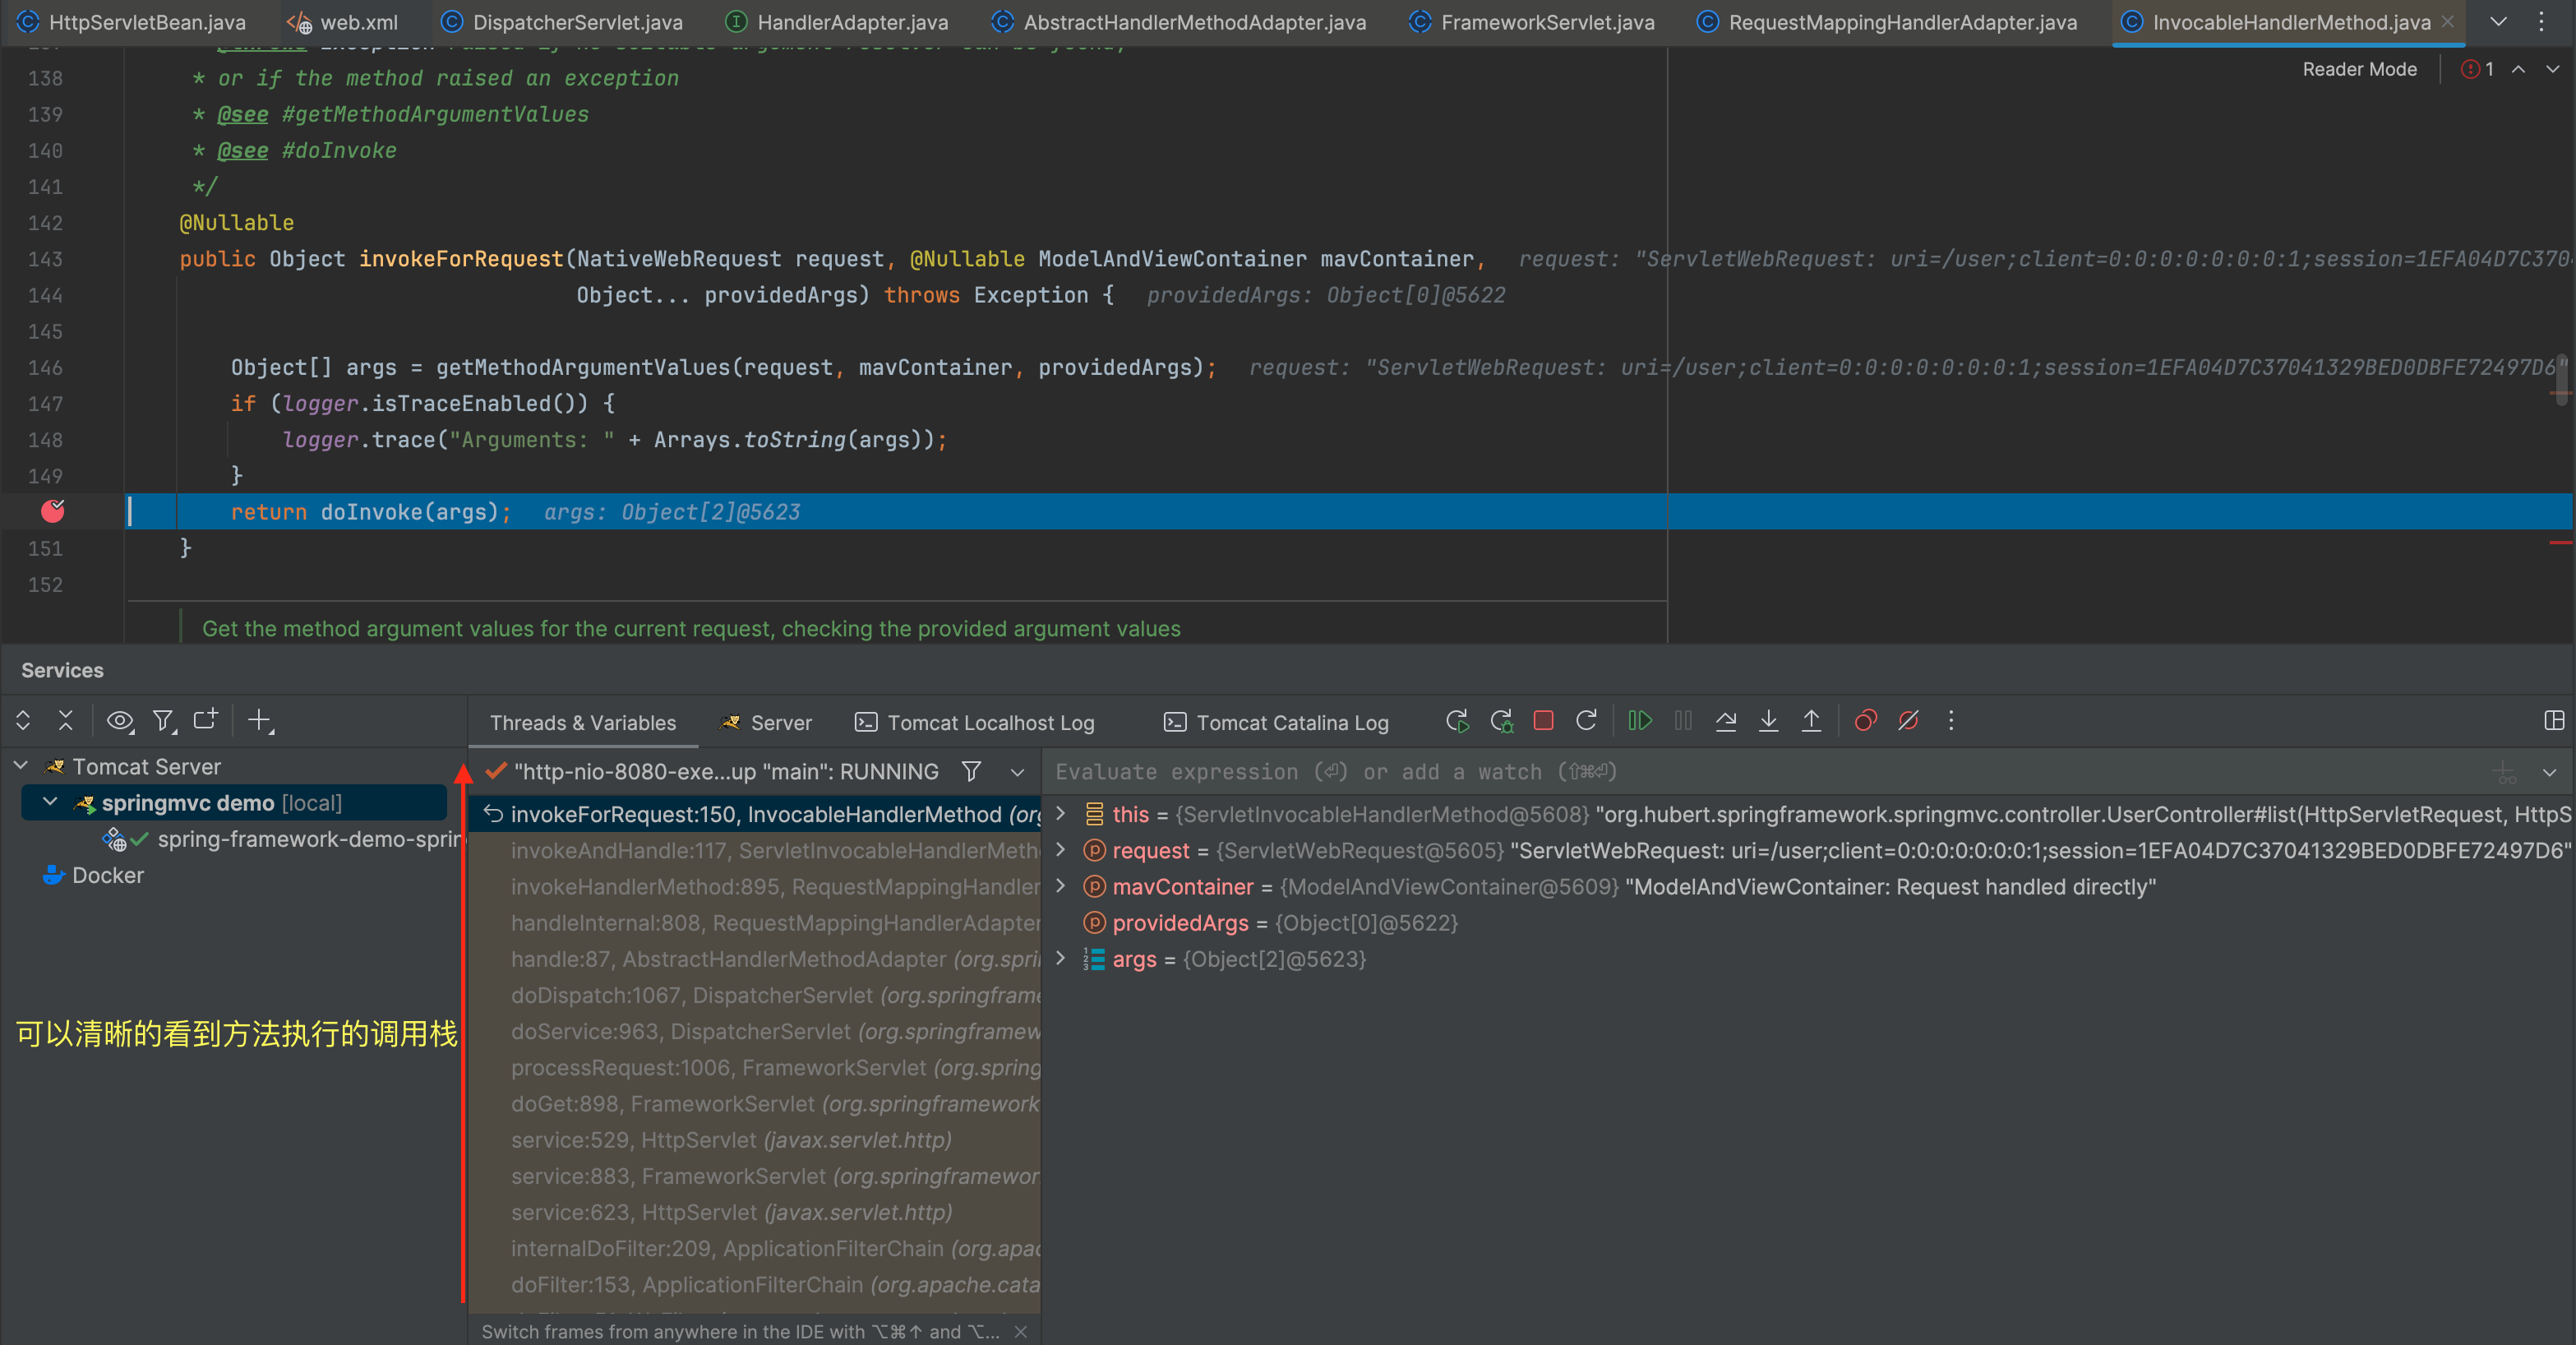 HttpServletBean.java web.xml DispatcherServlet.java HandlerAdapter.java AbstractHandlerMethodAdapter.java FrameworkServlet.java RequestMappingHandlerAdapter.java InvocableHandlerMethod.java
Reader Mode 1
138 * or if the method raised an exception
139 * @see #getMethodArgumentValues
140 * @see #doInvoke
141 */
142 @Nullable
143 public Object invokeForRequest(NativeWebRequest request, @Nullable ModelAndViewContainer mavContainer, request: "ServletWebRequest: uri=/user;client=0:0:0:0:0:0:0:1;session=1EFA04D7C370
144 Object... providedArgs) throws Exception { providedArgs: Object[0]@5622
145
146 Object[] args = getMethodArgumentValues(request, mavContainer, providedArgs); request: "ServletWebRequest: uri=/user;client=0:0:0:0:0:0:0:1;session=1EFA04D7C37041329BED0DBFE72497D6"
147 if (logger.isTraceEnabled()) {
148 logger.trace("Arguments: " + Arrays.toString(args));
149 }
return doInvoke(args); args: Object[2]@5623
151 }
152
Get the method argument values for the current request, checking the provided argument values
Services
Threads & Variables Server Tomcat Localhost Log Tomcat Catalina Log
Tomcat Server
springmvc demo [local]
spring-framework-demo-sprin
Docker
可以清晰的看到方法执行的调用栈
"http-nio-8080-exe...up "main": RUNNING
invokeForRequest:150, InvocableHandlerMethod (org
invokeAndHandle:117, ServletInvocableHandlerMeth
invokeHandlerMethod:895, RequestMappingHandler
handleInternal:808, RequestMappingHandlerAdapter
handle:87, AbstractHandlerMethodAdapter (org.spri
doDispatch:1067, DispatcherServlet (org.springframe
doService:963, DispatcherServlet (org.springframew
processRequest:1006, FrameworkServlet (org.spring
doGet:898, FrameworkServlet (org.springframework
service:529, HttpServlet (javax.servlet.http)
service:883, FrameworkServlet (org.springframewor
service:623, HttpServlet (javax.servlet.http)
internalDoFilter:209, ApplicationFilterChain (org.apac
doFilter:153, ApplicationFilterChain (org.apache.cata
Switch frames from anywhere in the IDE with ⌥⌘↑ and ⌥...
Evaluate expression (⏎) or add a watch (⇧⌘⏎)
this = {ServletInvocableHandlerMethod@5608} "org.hubert.springframework.springmvc.controller.UserController#list(HttpServletRequest, HttpS
request = {ServletWebRequest@5605} "ServletWebRequest: uri=/user;client=0:0:0:0:0:0:0:1;session=1EFA04D7C37041329BED0DBFE72497D6"
mavContainer = {ModelAndViewContainer@5609} "ModelAndViewContainer: Request handled directly"
providedArgs = {Object[0]@5622}
args = {Object[2]@5623}